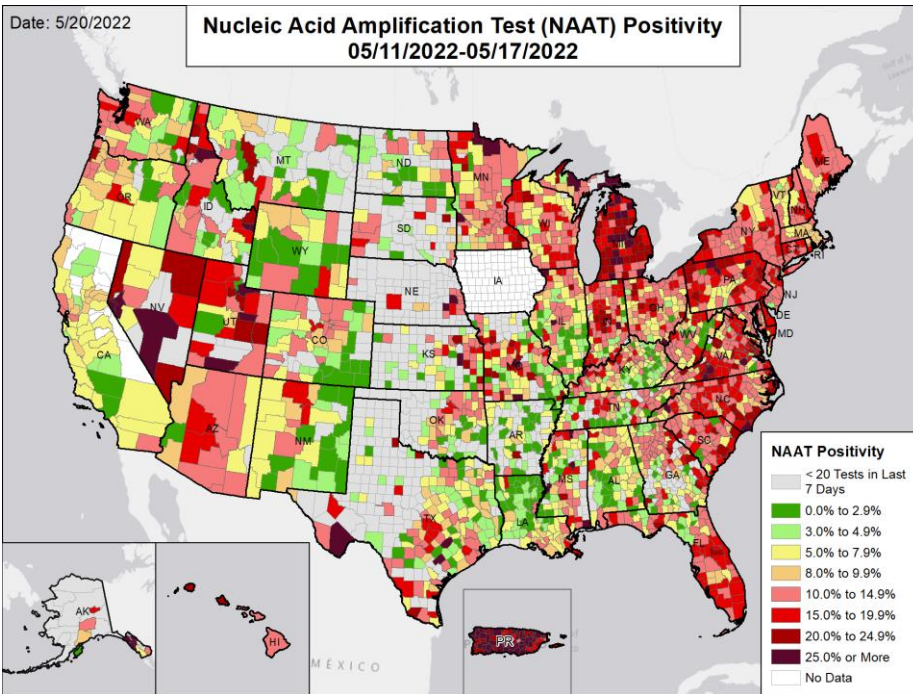 Date: 5/20/2022
Nucleic Acid Amplification Test (NAAT) Positivity
05/11/2022-05/17/2022
WA
MT
ND
MN
ME
OR
ID
SD
WI
VT
NH
NY
MA
RI
WY
MI
IA
NE
PA
NJ
NV
UT
CO
IL
IN
OH
DE
MD
WV
VA
CA
KS
MO
KY
NC
TN
AZ
NM
OK
AR
SC
MS
AL
GA
TX
LA
FL
AK
HI
PR
MÉXICO
NAAT Positivity
< 20 Tests in Last
7 Days
0.0% to 2.9%
3.0% to 4.9%
5.0% to 7.9%
8.0% to 9.9%
10.0% to 14.9%
15.0% to 19.9%
20.0% to 24.9%
25.0% or More
No Data